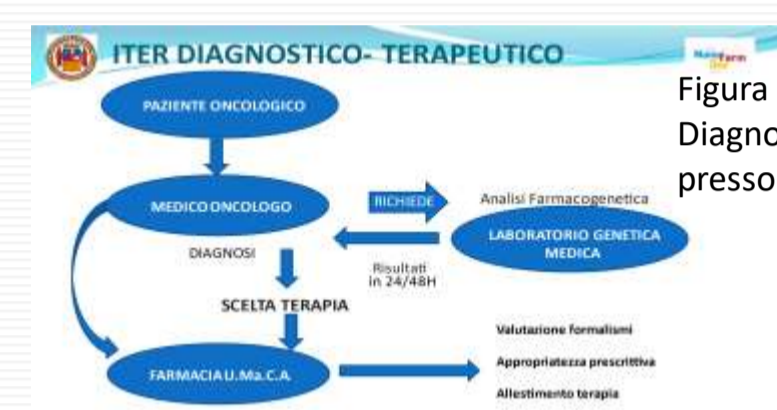 ITER DIAGNOSTICO- TERAPEUTICO
Figura
Diagno
presso
PAZIENTE ONCOLOGICO
MEDICO ONCOLOGO
RICHIEDE
Analisi Farmacogenetica
LABORATORIO GENETICA
MEDICA
DIAGNOSI
Risultati
in 24/48H
SCELTA TERAPIA
FARMACIA U.Ma.C.A.
Valutazione formalismi
Appropriatezza prescrittiva
Allestimento terapia